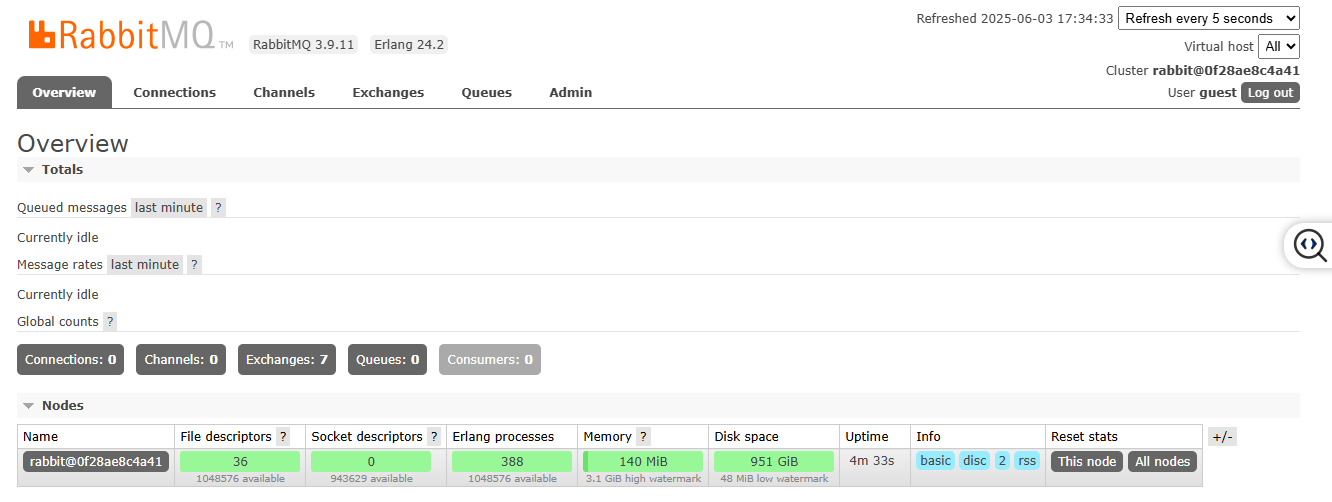 Refreshed 2025-06-03 17:34:33 Refresh every 5 seconds
RabbitMQ TM RabbitMQ 3.9.11 Erlang 24.2
Virtual host All
Cluster rabbit@0f28ae8c4a41
User guest Log out
Overview Connections Channels Exchanges Queues Admin
Overview
Totals
Queued messages last minute ?
Currently idle
Message rates last minute ?
Currently idle
Global counts ?
Connections: 0 Channels: 0 Exchanges: 7 Queues: 0 Consumers: 0
Nodes
Name File descriptors ? Socket descriptors ? Erlang processes Memory ? Disk space Uptime Info Reset stats +/-
rabbit@0f28ae8c4a41 36 0 388 140 MiB 951 GiB 4m 33s basic disc 2 rss This node All nodes
1048576 available 943629 available 1048576 available 3.1 GiB high watermark 48 MiB low watermark